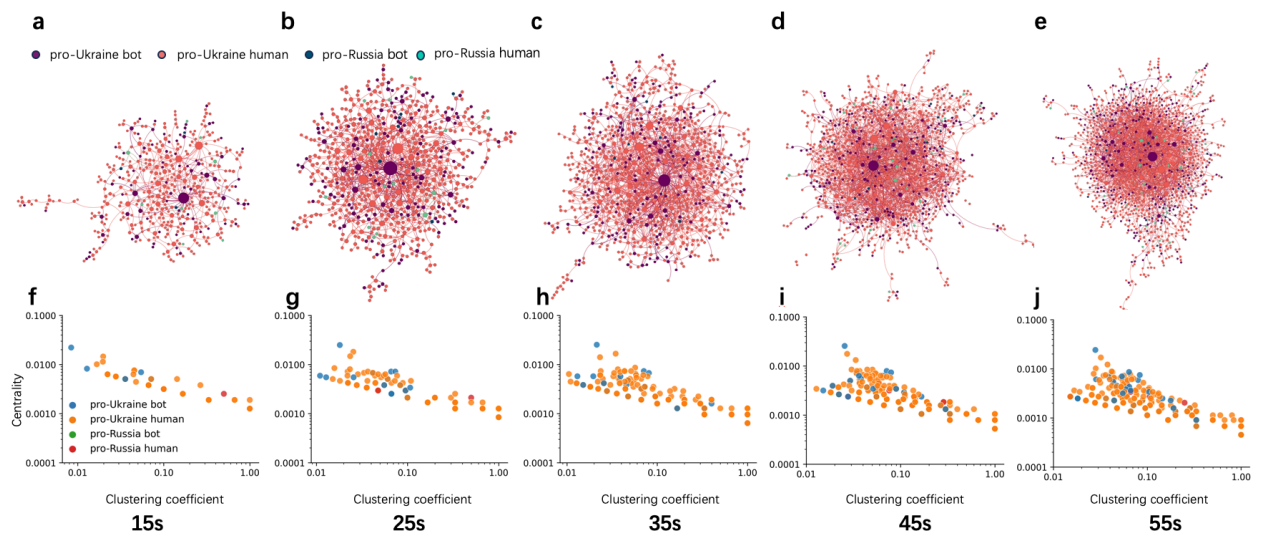 a b c d e
pro-Ukraine bot pro-Ukraine human pro-Russia bot pro-Russia human
f g h i j
0.1000 0.1000 0.1000 0.1000 0.1000
0.0100 0.0100 0.0100 0.0100 0.0100
Centrality
pro-Ukraine bot
pro-Ukraine human
0.0010 0.0010 0.0010 0.0010 0.0010
pro-Russia bot
pro-Russia human
0.0001 0.0001 0.0001 0.0001 0.0001
0.01 0.10 1.00 0.01 0.10 1.00 0.01 0.10 1.00 0.01 0.10 1.00 0.01 0.10 1.00
Clustering coefficient Clustering coefficient Clustering coefficient Clustering coefficient Clustering coefficient
15s 25s 35s 45s 55s